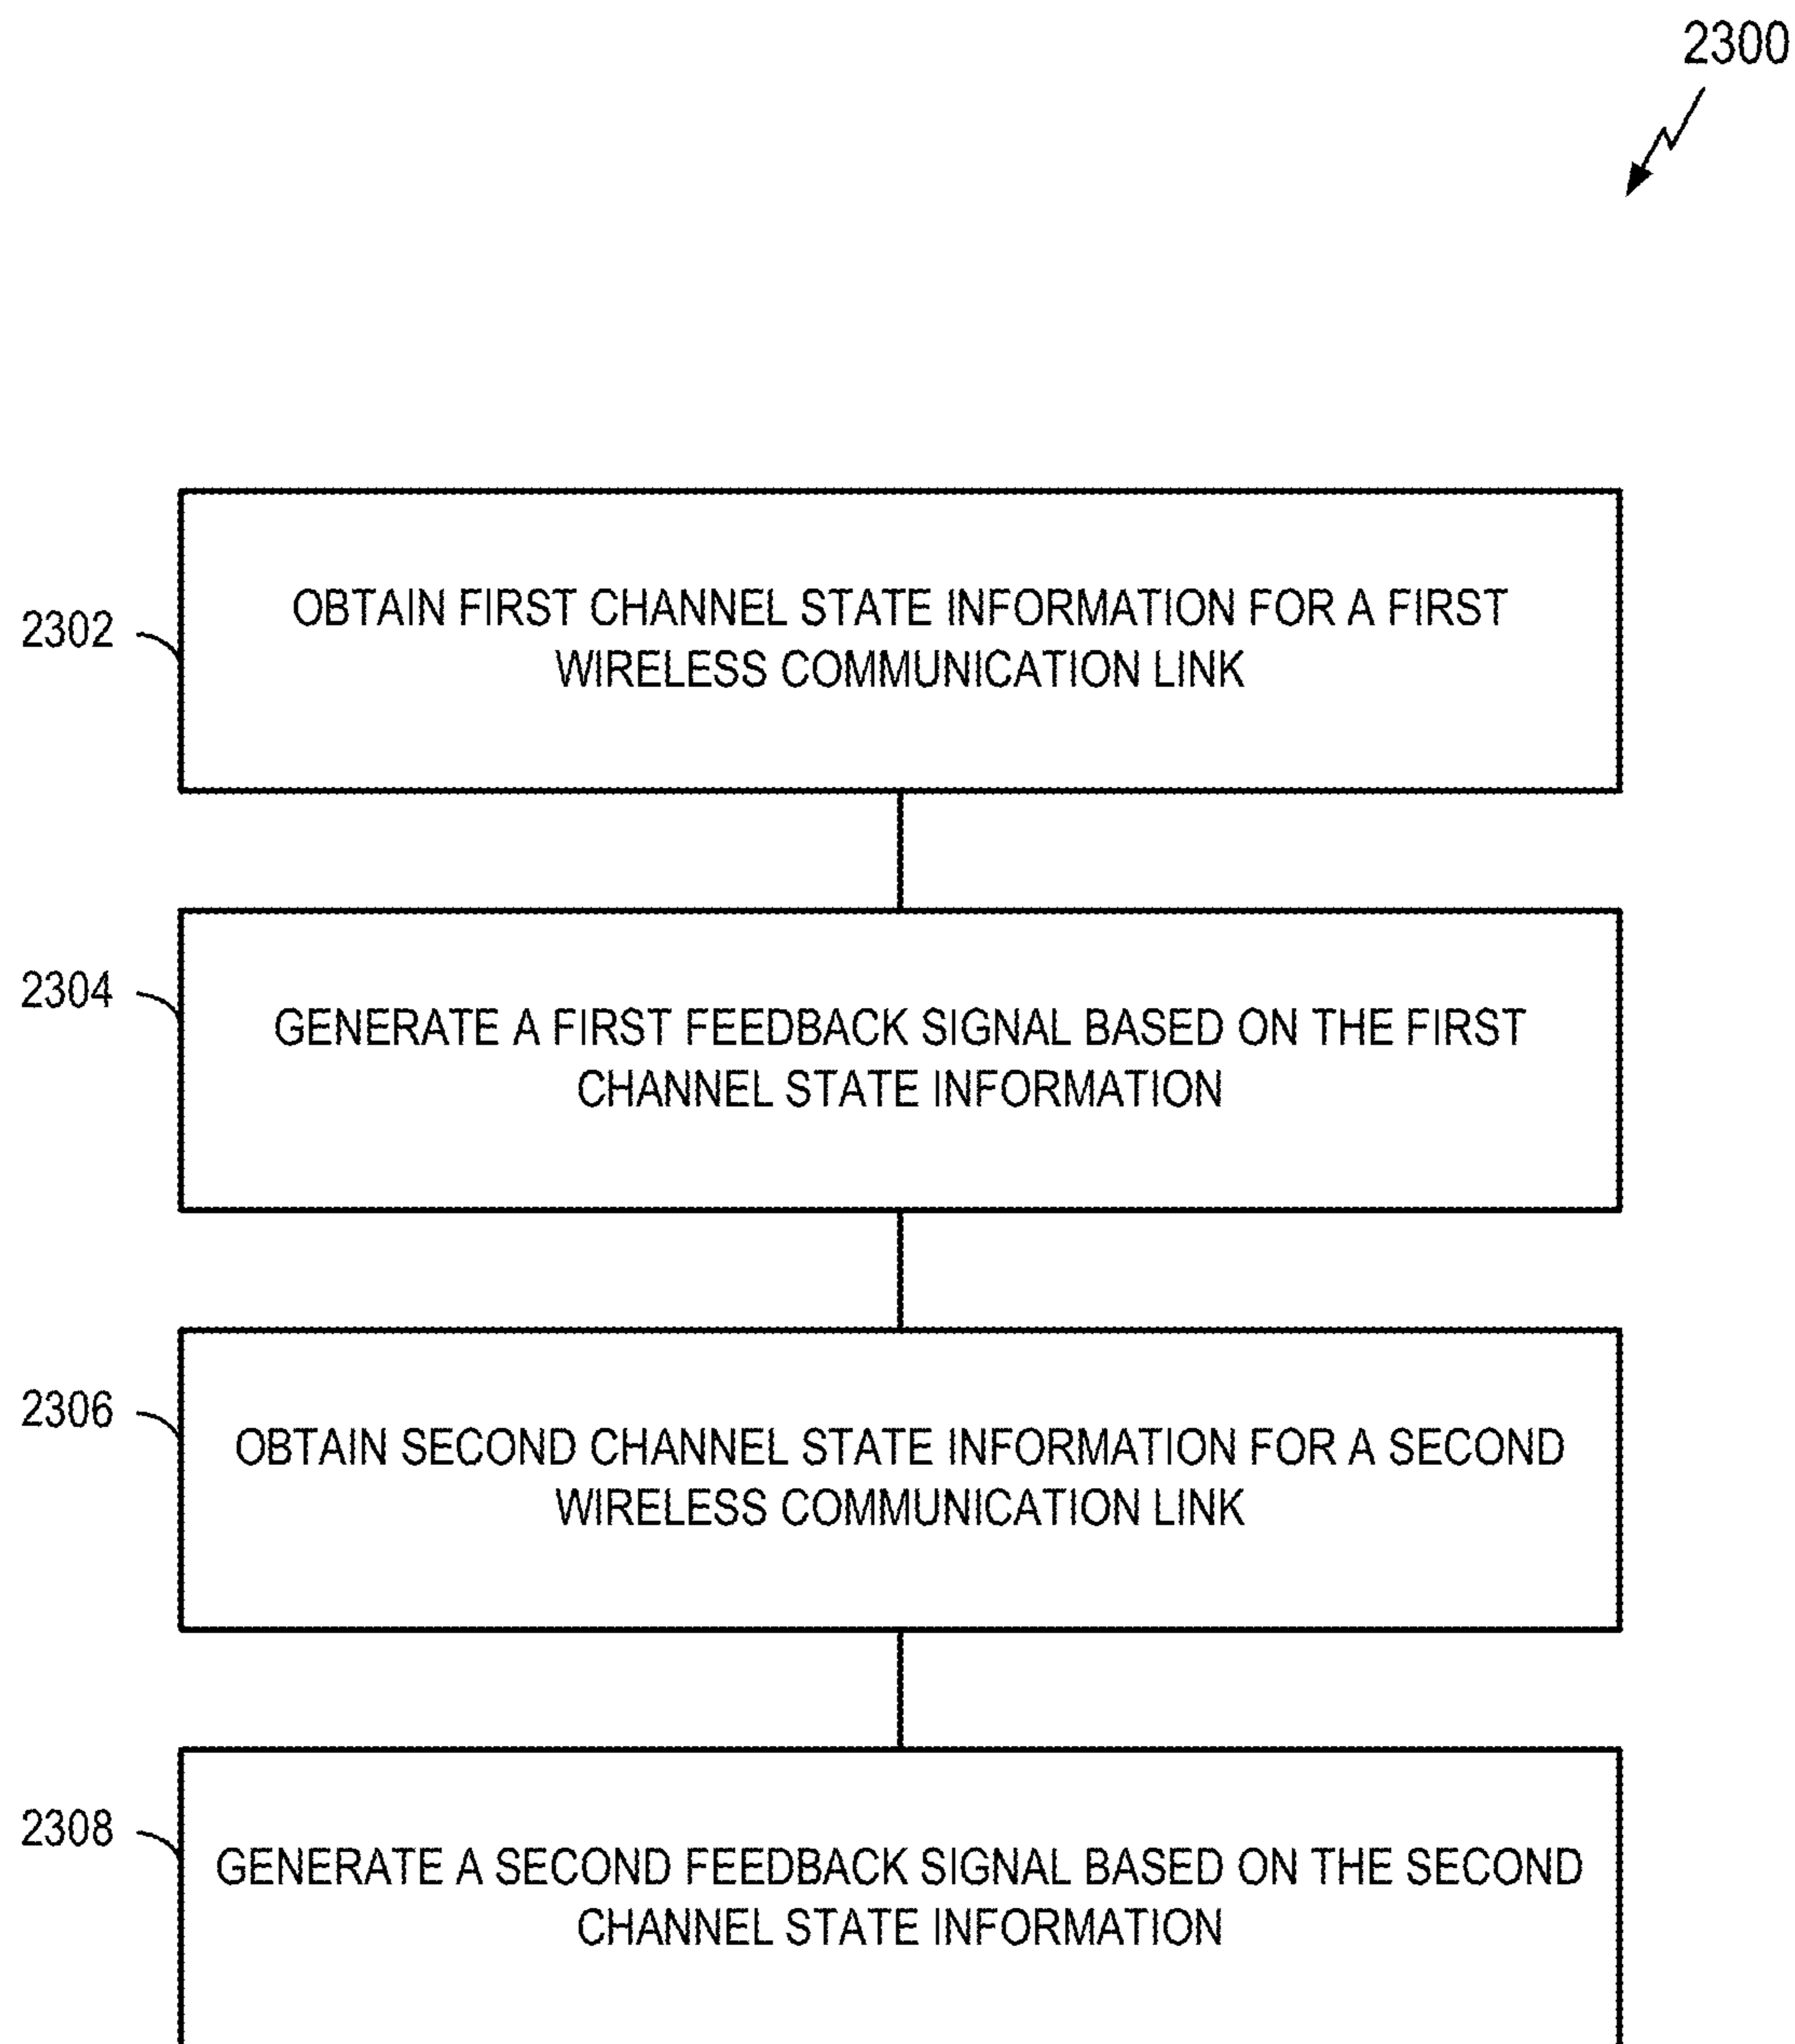 2300
2302
OBTAIN FIRST CHANNEL STATE INFORMATION FOR A FIRST
WIRELESS COMMUNICATION LINK
2304
GENERATE A FIRST FEEDBACK SIGNAL BASED ON THE FIRST
CHANNEL STATE INFORMATION
2306
OBTAIN SECOND CHANNEL STATE INFORMATION FOR A SECOND
WIRELESS COMMUNICATION LINK
2308
GENERATE A SECOND FEEDBACK SIGNAL BASED ON THE SECOND
CHANNEL STATE INFORMATION